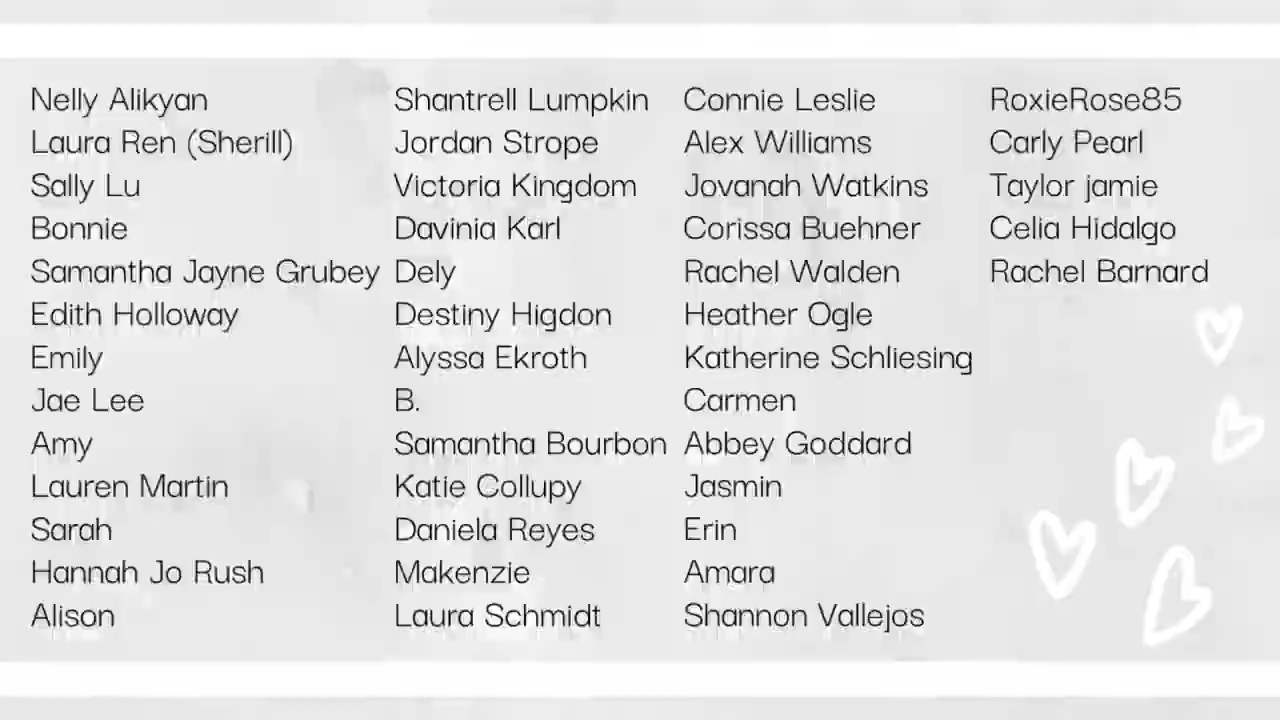 Nelly Alikyan
Laura Ren (Sherill)
Sally Lu
Bonnie
Samantha Jayne Grubey
Edith Holloway
Emily
Jae Lee
Amy
Lauren Martin
Sarah
Hannah Jo Rush
Alison
Shantrell Lumpkin
Jordan Strope
Victoria Kingdom
Davinia Karl
Dely
Destiny Higdon
Alyssa Ekroth
B.
Samantha Bourbon
Katie Collupy
Daniela Reyes
Makenzie
Laura Schmidt
Connie Leslie
Alex Williams
Jovanah Watkins
Corissa Buehner
Rachel Walden
Heather Ogle
Katherine Schliesing
Carmen
Abbey Goddard
Jasmin
Erin
Amara
Shannon Vallejos
RoxieRose85
Carly Pearl
Taylor jamie
Celia Hidalgo
Rachel Barnard